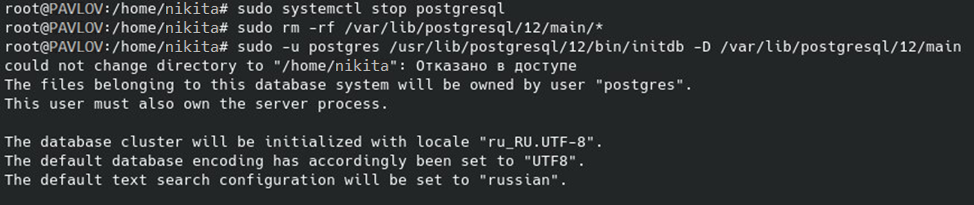 root@PAVLOV:/home/nikita# sudo systemctl stop postgresql
root@PAVLOV:/home/nikita# sudo rm -rf /var/lib/postgresql/12/main/*
root@PAVLOV:/home/nikita# sudo -u postgres /usr/lib/postgresql/12/bin/initdb -D /var/lib/postgresql/12/main
could not change directory to "/home/nikita": Отказано в доступе
The files belonging to this database system will be owned by user "postgres".
This user must also own the server process.
The database cluster will be initialized with locale "ru_RU.UTF-8".
The default database encoding has accordingly been set to "UTF8".
The default text search configuration will be set to "russian".